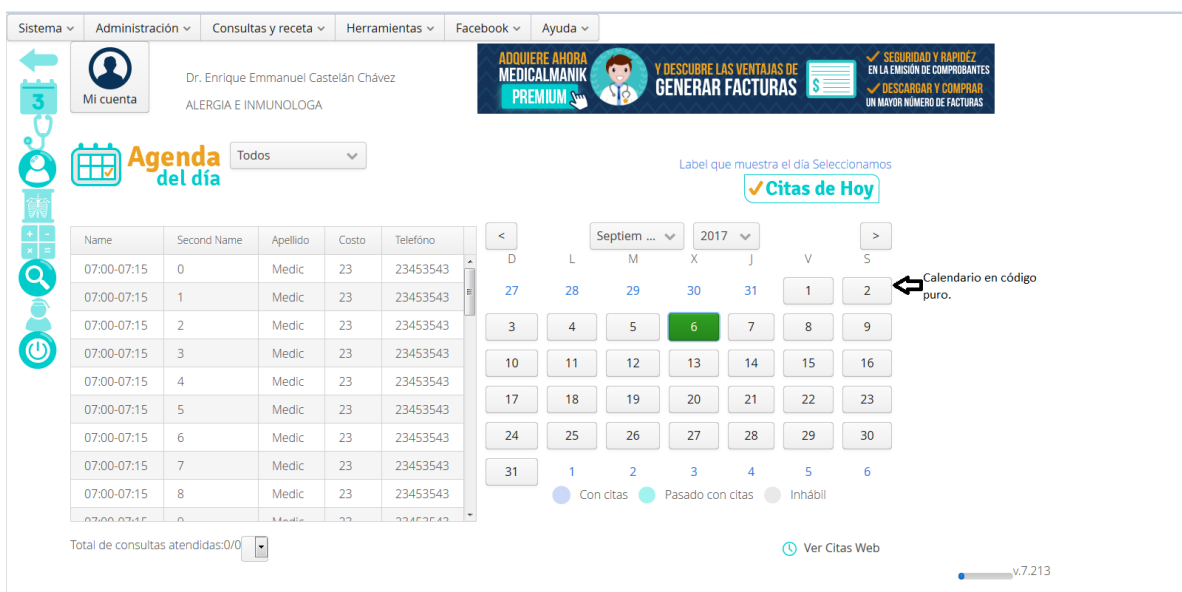 Sistema Administración Consultas y receta Herramientas Facebook Ayuda
3
Mi cuenta
Dr. Enrique Emmanuel Castelán Chávez
ALERGIA E INMUNOLOGA
ADQUIERE AHORA
MEDICALMANIK
PREMIUM
Y DESCUBRE LAS VENTAJAS DE
GENERAR FACTURAS
$
SEGURIDAD Y RAPIDÉZ
EN LA EMISIÓN DE COMPROBANTES
DESCARGAR Y COMPRAR
UN MAYOR NÚMERO DE FACTURAS
Agenda
del día
Todos
Label que muestra el día Seleccionamos
Citas de Hoy
Name Second Name Apellido Costo Telefóno
07:00-07:15 0 Medic 23 23453543
07:00-07:15 1 Medic 23 23453543
07:00-07:15 2 Medic 23 23453543
07:00-07:15 3 Medic 23 23453543
07:00-07:15 4 Medic 23 23453543
07:00-07:15 5 Medic 23 23453543
07:00-07:15 6 Medic 23 23453543
07:00-07:15 7 Medic 23 23453543
07:00-07:15 8 Medic 23 23453543
< Septiem ... 2017 >
D L M X J V S
27 28 29 30 31 1 2
3 4 5 6 7 8 9
10 11 12 13 14 15 16
17 18 19 20 21 22 23
24 25 26 27 28 29 30
31 1 2 3 4 5 6
Con citas Pasado con citas Inhábil
Calendario en código
puro.
Total de consultas atendidas:0/0
Ver Citas Web
v.7.213